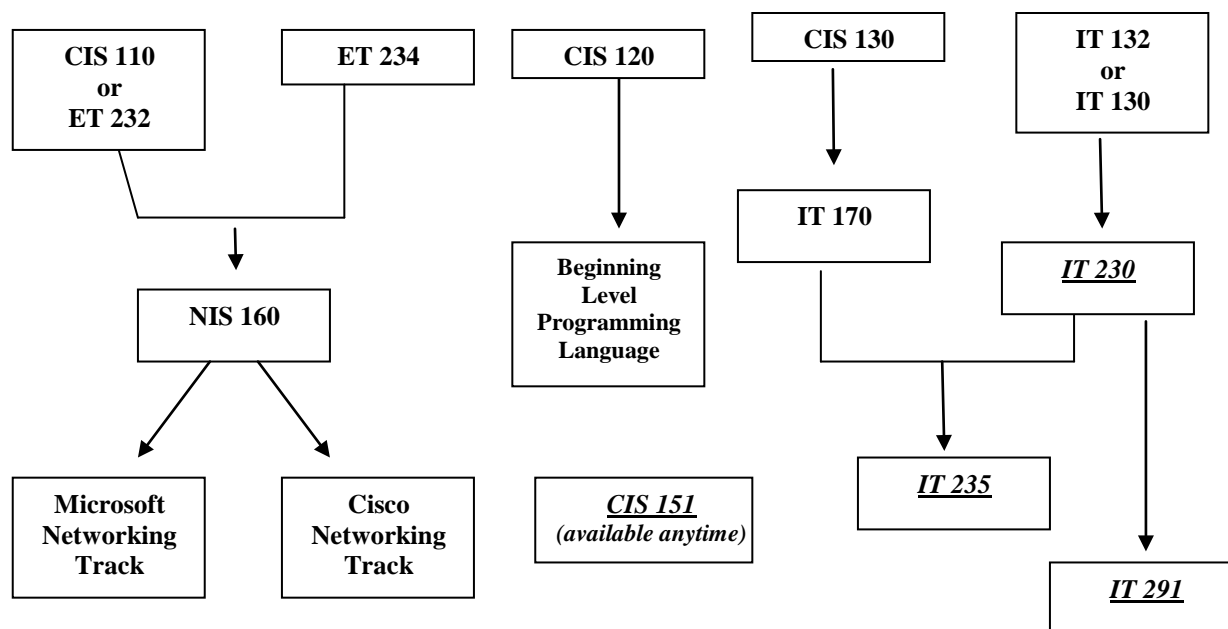 CIS 110
or
ET 232
ET 234
CIS 120
CIS 130
IT 132
or
IT 130
IT 170
Beginning
Level
Programming
Language
IT 230
NIS 160
Microsoft
Networking
Track
Cisco
Networking
Track
CIS 151
(available anytime)
IT 235
IT 291